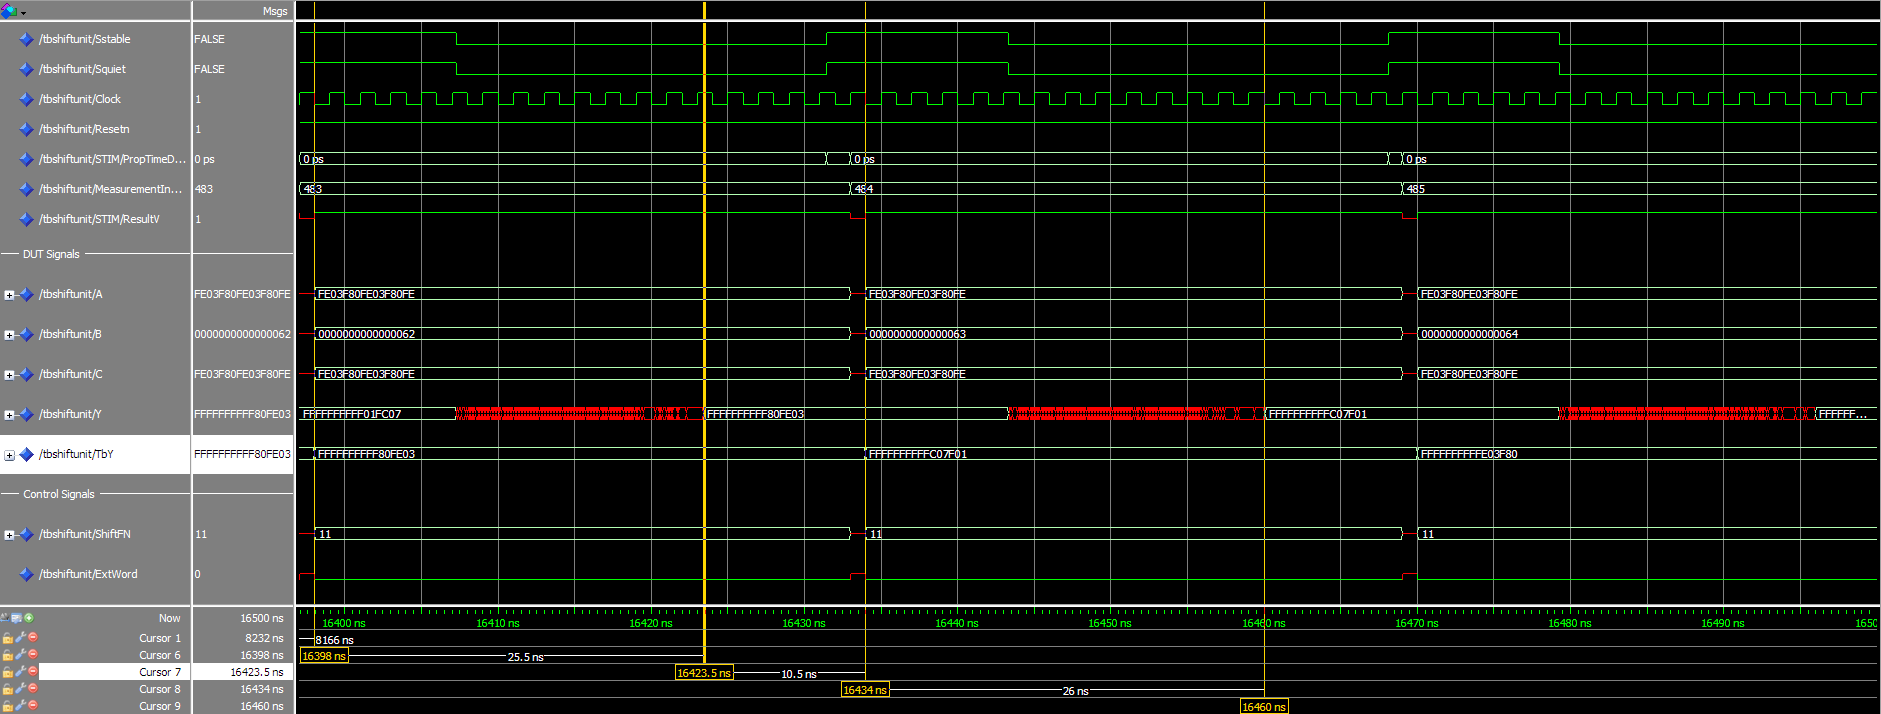 Msgs
/tbshiftunit/Sstable FALSE
/tbshiftunit/Squiet FALSE
/tbshiftunit/Clock 1
/tbshiftunit/Resetn 1
/tbshiftunit/STIM/PropTimeD... 0 ps 0 ps 0 ps 0 ps
/tbshiftunit/MeasurementIn... 483 483 484 485
/tbshiftunit/STIM/ResultV 1
DUT Signals
/tbshiftunit/A FE03F80FE03F80FE FE03F80FE03F80FE FE03F80FE03F80FE FE03F80FE03F80FE
/tbshiftunit/B 0000000000000062 0000000000000062 0000000000000063 0000000000000064
/tbshiftunit/C FE03F80FE03F80FE FE03F80FE03F80FE FE03F80FE03F80FE FE03F80FE03F80FE
/tbshiftunit/Y FFFFFFFFFF80FE03 FFFFFFFFFF01FC07 FFFFFFFFFF80FE03 FFFFFFFFFFC07F01 FFFFFF...
/tbshiftunit/TbY FFFFFFFFFF80FE03 FFFFFFFFFF80FE03 FFFFFFFFFFC07F01 FFFFFFFFFFE03F80
Control Signals
/tbshiftunit/ShiftFN 11 11 11 11
/tbshiftunit/ExtWord 0
Now 16500 ns 16400 ns 16410 ns 16420 ns 16430 ns 16440 ns 16450 ns 16460 ns 16470 ns 16480 ns 16490 ns 1650
Cursor 1 8232 ns 8166 ns
Cursor 6 16398 ns 16398 ns 25.5 ns
Cursor 7 16423.5 ns 16423.5 ns 10.5 ns
Cursor 8 16434 ns 16434 ns 26 ns
Cursor 9 16460 ns 16460 ns